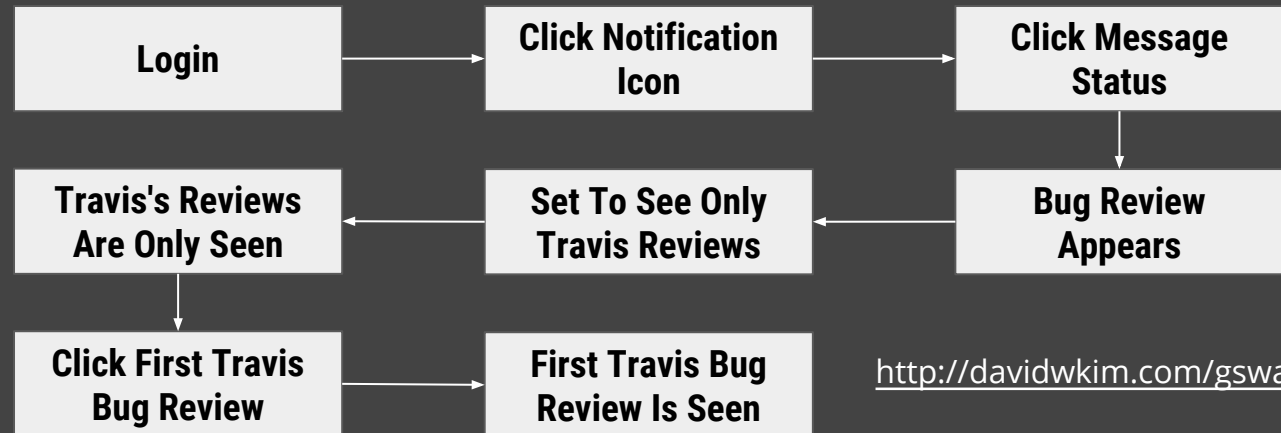 Login
Click Notification
Icon
Click Message
Status
Bug Review
Appears
Set To See Only
Travis Reviews
Travis's Reviews
Are Only Seen
Click First Travis
Bug Review
First Travis Bug
Review Is Seen
http://davidwkim.com/gswa